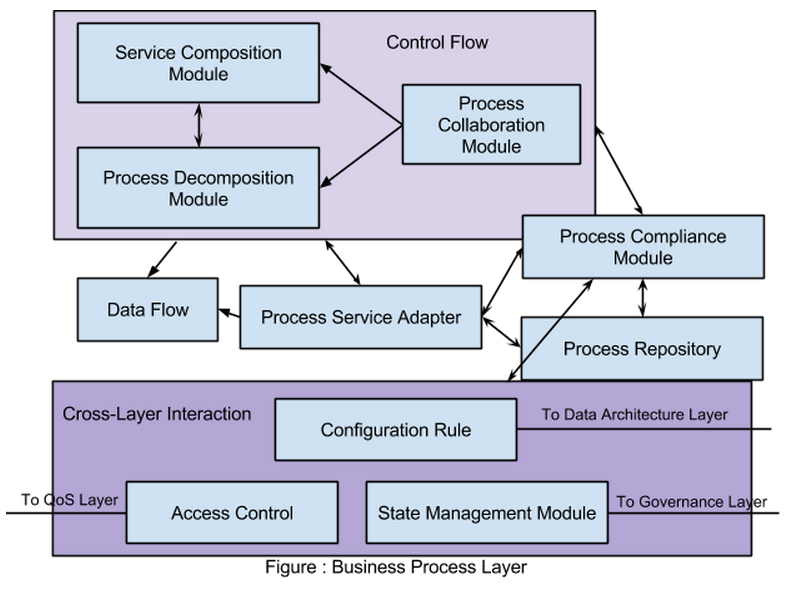 Control Flow
Service Composition
Module
Process
Collaboration
Module
Process Decomposition
Module
Process Compliance
Module
Data Flow
Process Service Adapter
Process Repository
Cross-Layer Interaction
Configuration Rule
To Data Architecture Layer
To QoS Layer
Access Control
State Management Module
To Governance Layer
Figure : Business Process Layer